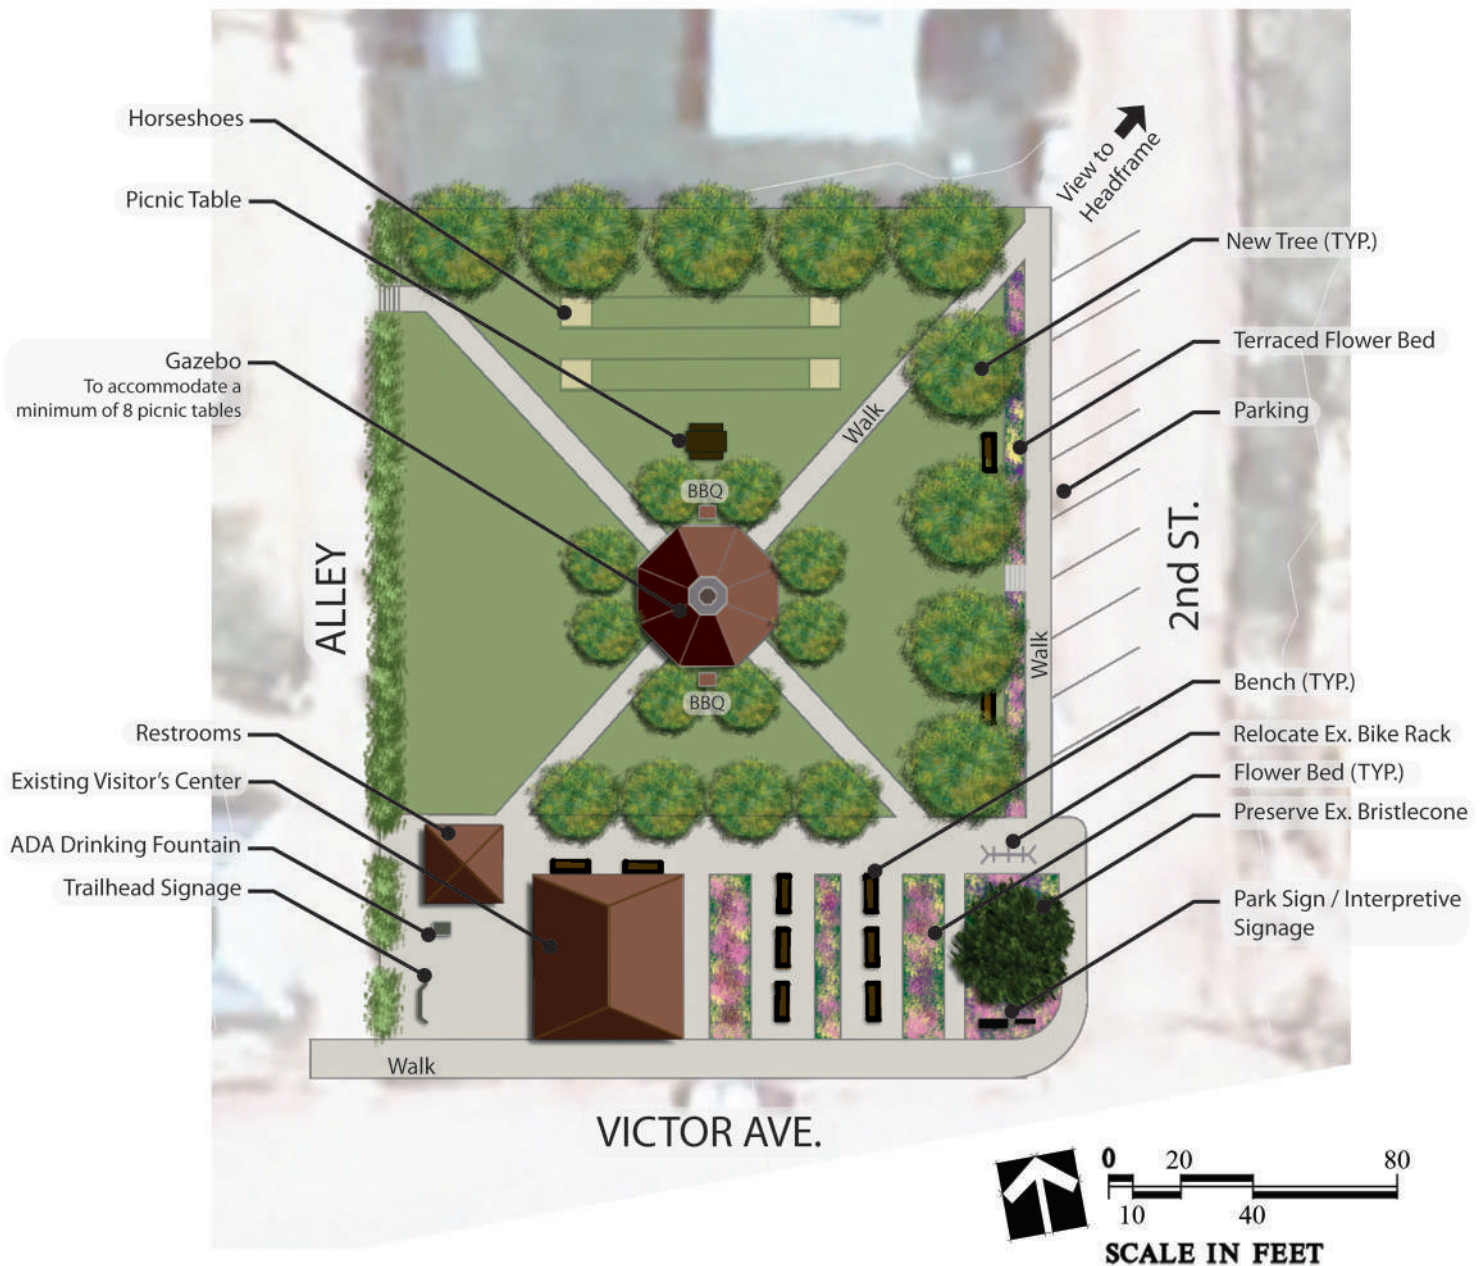 Horseshoes
Picnic Table
Gazebo
To accommodate a
minimum of 8 picnic tables
ALLEY
Restrooms
Existing Visitor's Center
ADA Drinking Fountain
Trailhead Signage
View to
Headframe
New Tree (TYP.)
Terraced Flower Bed
Parking
2nd ST.
Bench (TYP.)
Relocate Ex. Bike Rack
Flower Bed (TYP.)
Preserve Ex. Bristlecone
Park Sign / Interpretive
Signage
Walk
BBQ
BBQ
Walk
Walk
VICTOR AVE.
0 20 80
10 40
SCALE IN FEET